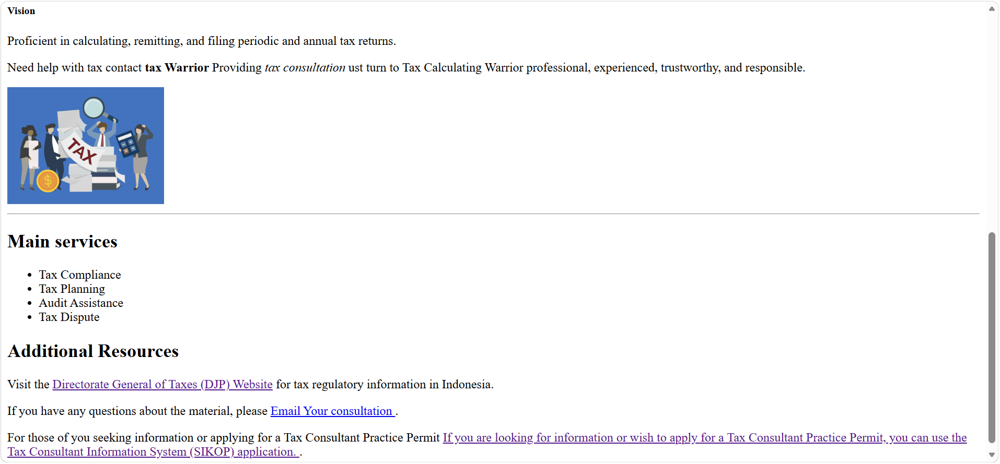 Vision
Proficient in calculating, remitting, and filing periodic and annual tax returns.
Need help with tax contact tax Warrior Providing tax consultation ust turn to Tax Calculating Warrior professional, experienced, trustworthy, and responsible.
TAX
$
Main services
• Tax Compliance
• Tax Planning
• Audit Assistance
• Tax Dispute
Additional Resources
Visit the Directorate General of Taxes (DJP) Website for tax regulatory information in Indonesia.
If you have any questions about the material, please Email Your consultation .
For those of you seeking information or applying for a Tax Consultant Practice Permit If you are looking for information or wish to apply for a Tax Consultant Practice Permit, you can use the
Tax Consultant Information System (SIKOP) application. .